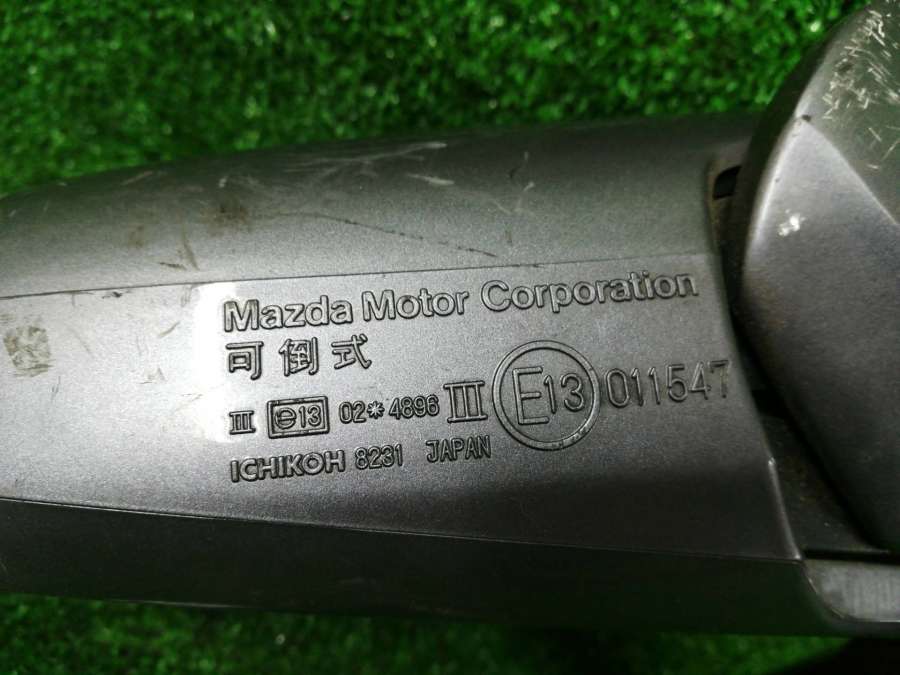 Mazda Motor Corporation
可倒式
III e13 02*4896 III E13 011547
ICHIKOH 8231 JAPAN